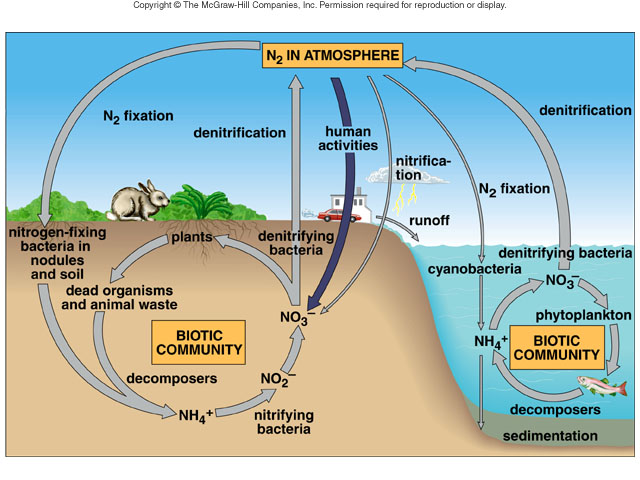 Copyright © The McGraw-Hill Companies, Inc. Permission required for reproduction or display.
N₂ IN ATMOSPHERE
N₂ fixation
denitrification
human
activities
nitrifica-
tion
N₂ fixation
denitrification
runoff
nitrogen-fixing
bacteria in
nodules
and soil
plants
denitrifying
bacteria
dead organisms
and animal waste
NO₃⁻
BIOTIC
COMMUNITY
decomposers
NO₂⁻
NH₄⁺
nitrifying
bacteria
denitrifying bacteria
cyanobacteria
NO₃⁻
phytoplankton
NH₄⁺
BIOTIC
COMMUNITY
decomposers
sedimentation